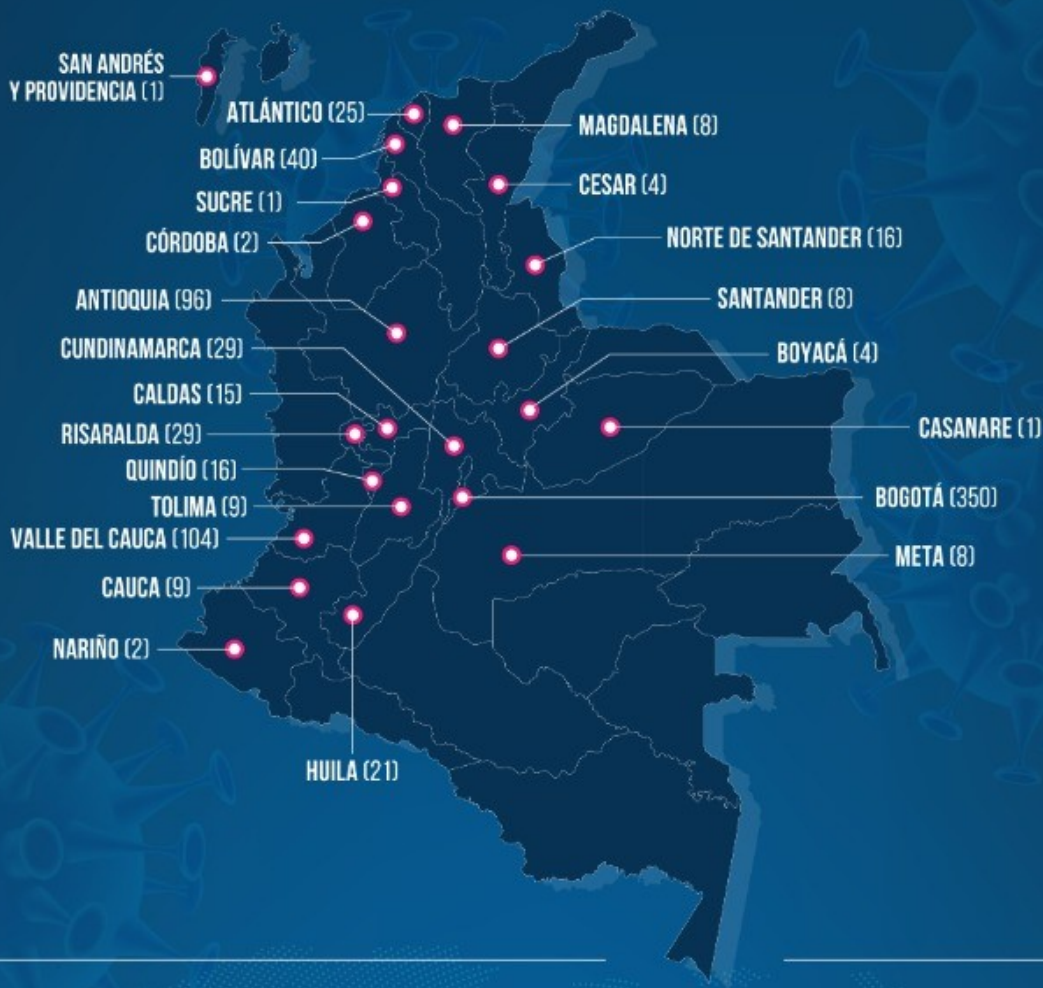 SAN ANDRÉS
Y PROVIDENCIA (1)
ATLÁNTICO (25)
MAGDALENA (8)
BOLÍVAR (40)
CESAR (4)
SUCRE (1)
CÓRDOBA (2)
NORTE DE SANTANDER (16)
ANTIOQUIA (96)
SANTANDER (8)
CUNDINAMARCA (29)
BOYACÁ (4)
CALDAS (15)
RISARALDA (29)
CASANARE (1)
QUINDÍO (16)
TOLIMA (9)
BOGOTÁ (350)
VALLE DEL CAUCA (104)
META (8)
CAUCA (9)
NARIÑO (2)
HUILA (21)